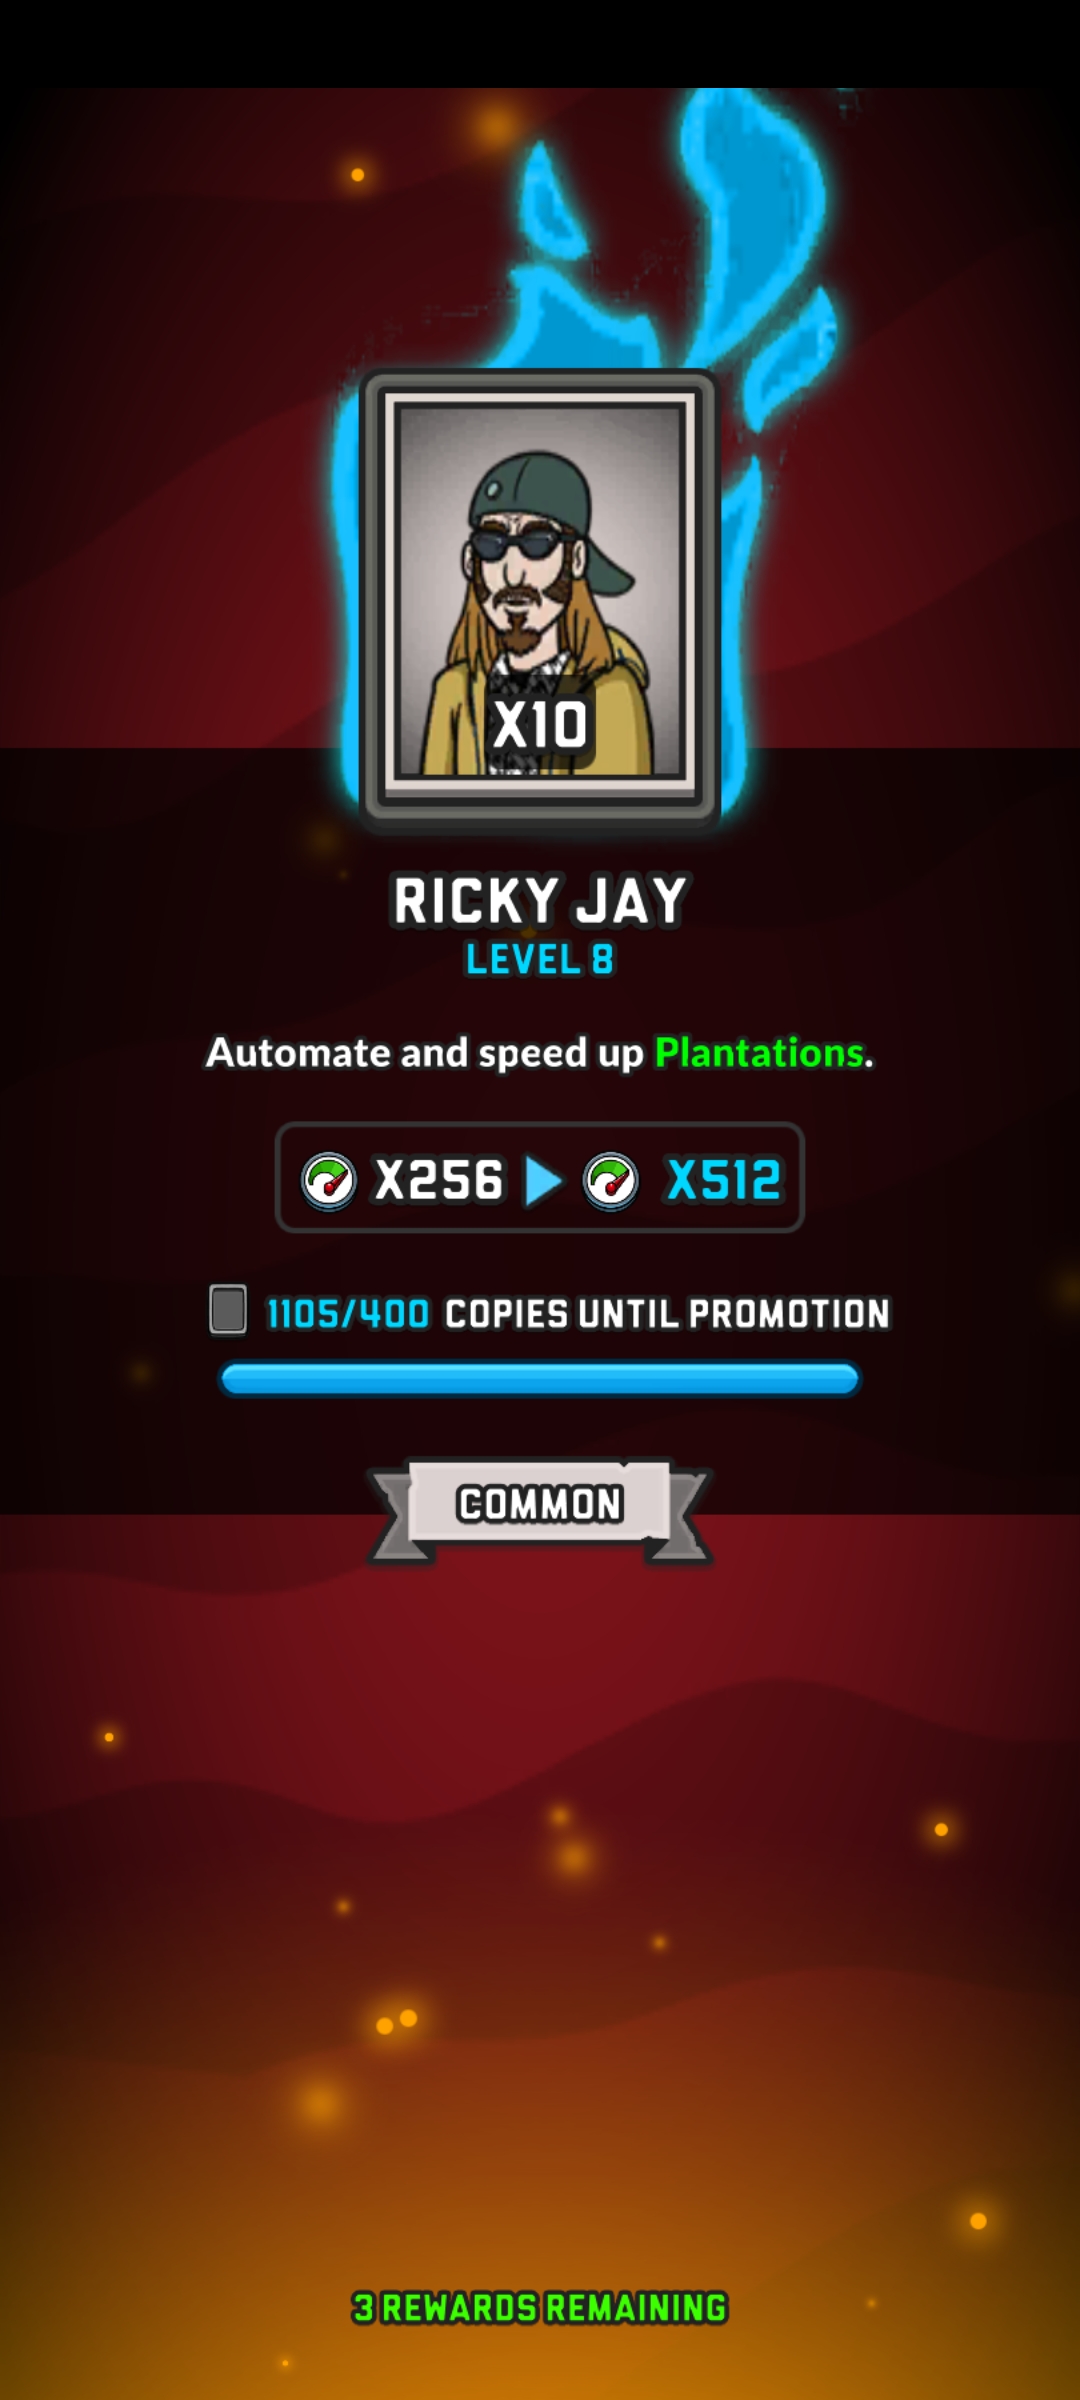 X10
RICKY JAY
LEVEL 8
Automate and speed up Plantations.
X256 X512
1105/400 COPIES UNTIL PROMOTION
COMMON
3 REWARDS REMAINING